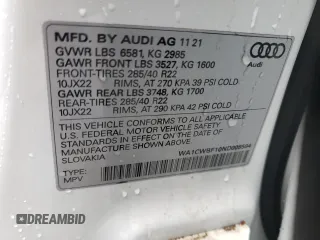 MFD. BY AUDI AG 11 21
GVWR LBS 6581, KG 2985
GAWR FRONT LBS 3527, KG 1600
FRONT-TIRES 285/40 R22
10JX22 RIMS, AT 270 KPA 39 PSI COLD
GAWR REAR LBS 3748, KG 1700
REAR-TIRES 285/40 R22
10JX22 RIMS, AT 290 KPA 42 PSI COLD
THIS VEHICLE CONFORMS TO ALL APPLICABLE
U.S. FEDERAL MOTOR VEHICLE SAFETY
STANDARDS IN EFFECT ON THE DATE OF
MANUFACTURE SHOWN ABOVE
SLOVAKIA
TYPE:
MPV
Audi